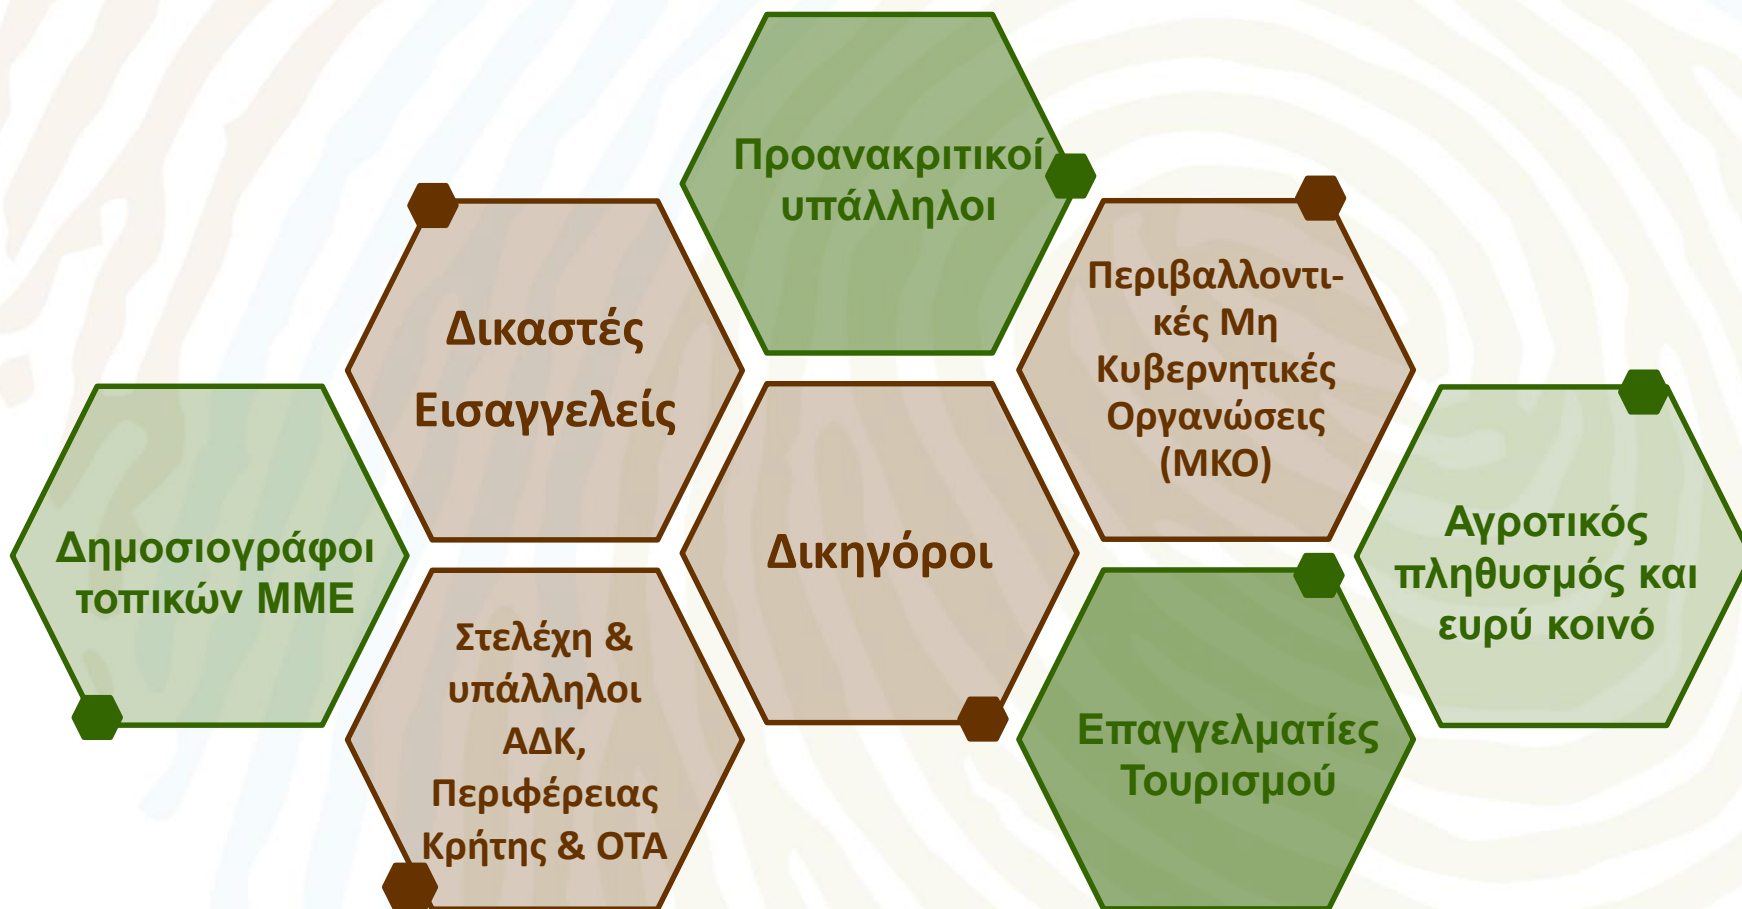 Προανακριτικοί
υπάλληλοι
Δικαστές
Εισαγγελείς
Περιβαλλοντι-
κές Μη
Κυβερνητικές
Οργανώσεις
(ΜΚΟ)
Δημοσιογράφοι
τοπικών ΜΜΕ
Δικηγόροι
Αγροτικός
πληθυσμός και
ευρύ κοινό
Στελέχη &
υπάλληλοι
ΑΔΚ,
Περιφέρειας
Κρήτης & ΟΤΑ
Επαγγελματίες
Τουρισμού